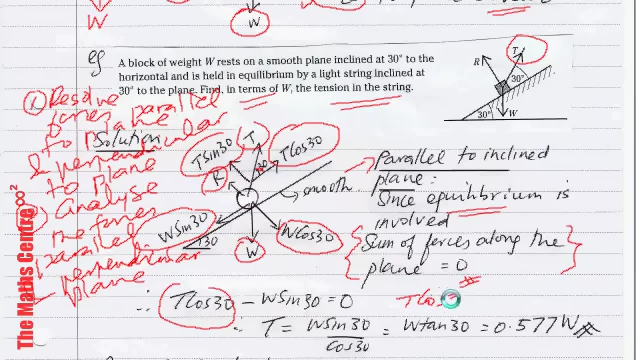 W
W
eg
A block of weight W rests on a smooth plane inclined at 30° to the
horizontal and is held in equilibrium by a light string inclined at
30° to the plane. Find, in terms of W, the tension in the string.
R
T
30°
30°
W
① Resolve
forces parallel
to plane
& perpendicular
to plane
② Analyse
the forces
parallel
perpendicular
plane
Solution
TSin30
T
TCos30
30
R
smooth
WSin30
30
W
WCos30
Parallel to inclined
plane:
Since equilibrium is
involved
Sum of forces along the
plane = 0
∴ TCos30 - WSin30 = 0
TCos3
∴ T = WSin30 / Cos30 = Wtan30 = 0.577W
The Maths Centre∞²